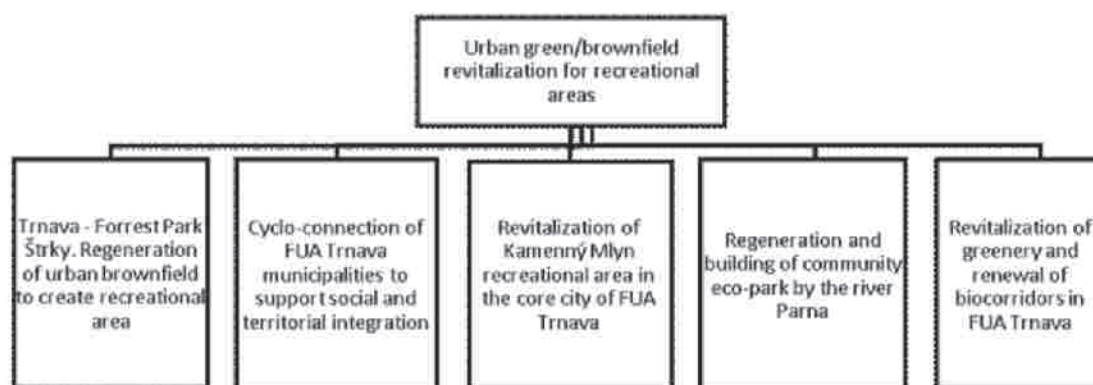 Urban green/brownfield
revitalization for recreational
areas
Trnava - Forrest Park
Štrky. Regeneration
of urban brownfield
to create recreational
area
Cyclo-connection of
FUA Trnava
municipalities to
support social and
territorial integration
Revitalization of
Kamenný Mlyn
recreational area in
the core city of FUA
Trnava
Regeneration and
building of community
eco-park by the river
Parna
Revitalization of
greenery and
renewal of
biocorridors in
FUA Trnava